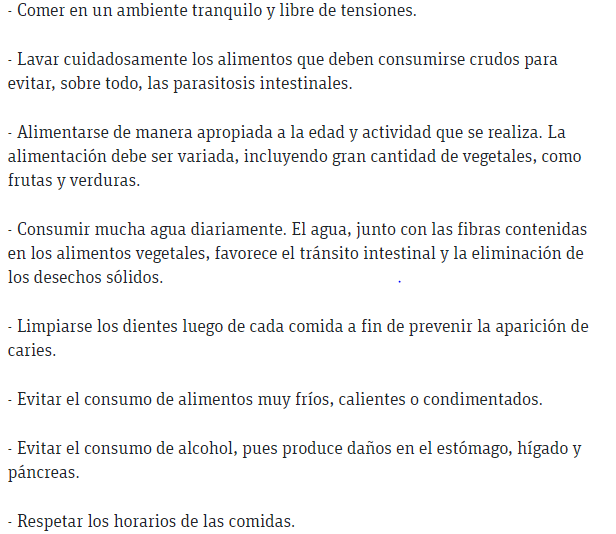 - Comer en un ambiente tranquilo y libre de tensiones.
- Lavar cuidadosamente los alimentos que deben consumirse crudos para
evitar, sobre todo, las parasitosis intestinales.
- Alimentarse de manera apropiada a la edad y actividad que se realiza. La
alimentación debe ser variada, incluyendo gran cantidad de vegetales, como
frutas y verduras.
- Consumir mucha agua diariamente. El agua, junto con las fibras contenidas
en los alimentos vegetales, favorece el tránsito intestinal y la eliminación de
los desechos sólidos. .
- Limpiarse los dientes luego de cada comida a fin de prevenir la aparición de
caries.
- Evitar el consumo de alimentos muy fríos, calientes o condimentados.
- Evitar el consumo de alcohol, pues produce daños en el estómago, hígado y
páncreas.
- Respetar los horarios de las comidas.